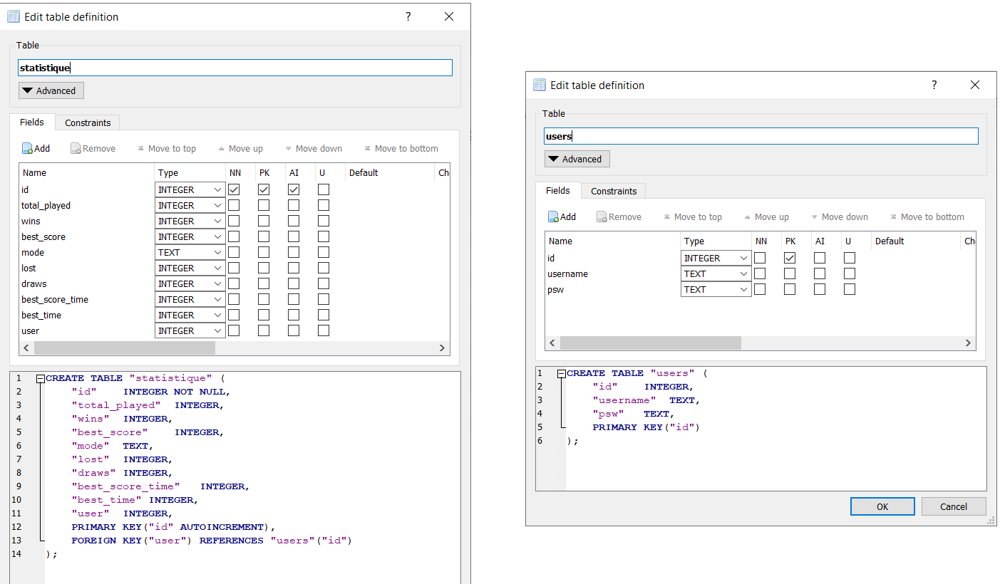 Edit table definition
?
Table
statistique
Advanced
Fields
Constraints
Add
Remove
Move to top
Move up
Move down
Move to bottom
Name Type NN PK AI U Default Ch
id INTEGER
total_played INTEGER
wins INTEGER
best_score INTEGER
mode TEXT
lost INTEGER
draws INTEGER
best_score_time INTEGER
best_time INTEGER
user INTEGER
1 CREATE TABLE "statistique" (
2 "id" INTEGER NOT NULL,
3 "total_played" INTEGER,
4 "wins" INTEGER,
5 "best_score" INTEGER,
6 "mode" TEXT,
7 "lost" INTEGER,
8 "draws" INTEGER,
9 "best_score_time" INTEGER,
10 "best_time" INTEGER,
11 "user" INTEGER,
12 PRIMARY KEY("id" AUTOINCREMENT),
13 FOREIGN KEY("user") REFERENCES "users"("id")
14 );
Edit table definition
?
Table
users
Advanced
Fields
Constraints
Add
Remove
Move to top
Move up
Move down
Move to bottom
Name Type NN PK AI U Default Ch
id INTEGER
username TEXT
psw TEXT
1 CREATE TABLE "users" (
2 "id" INTEGER,
3 "username" TEXT,
4 "psw" TEXT,
5 PRIMARY KEY("id")
6 );
OK
Cancel